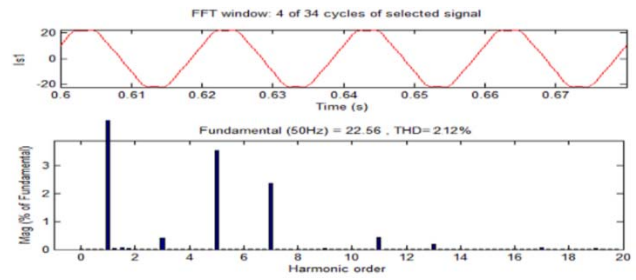 FFT window: 4 of 34 cycles of selected signal
Is1
20
0
-20
0.6 0.61 0.62 0.63 0.64 0.65 0.66 0.67
Time (s)
Fundamental (50Hz) = 22.56 , THD= 2.12%
Mag (% of Fundamental)
3
2
1
0
0 2 4 6 8 10 12 14 16 18 20
Harmonic order